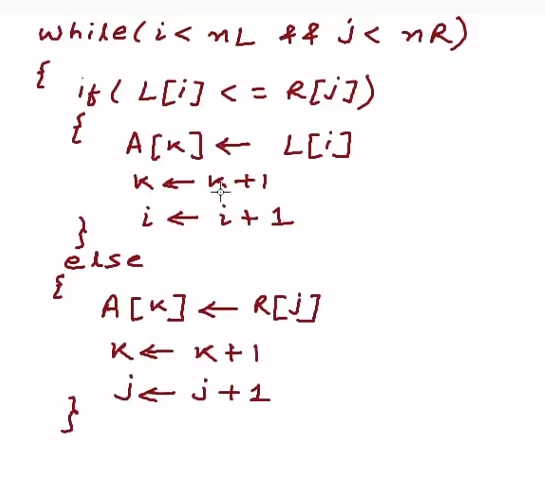 while(i< nL && j< nR)
{
if( L[i] <= R[j])
{
A[k] ← L[i]
k ← k+1
i ← i+1
}
else
{
A[k] ← R[j]
k ← k+1
j ← j+1
}